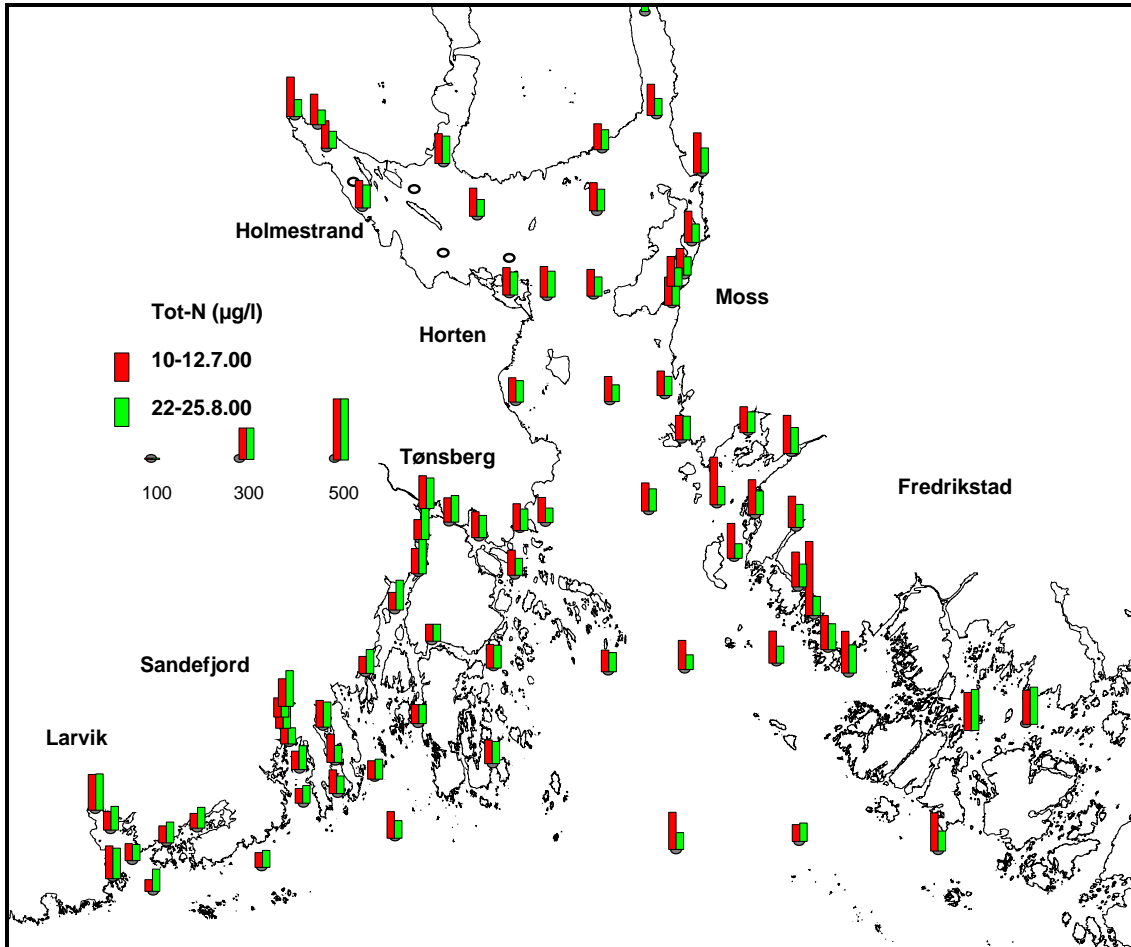 Holmestrand
Moss
Tot-N (µg/l)
Horten
10-12.7.00
22-25.8.00
Tønsberg
100
300
500
Fredrikstad
Sandefjord
Larvik